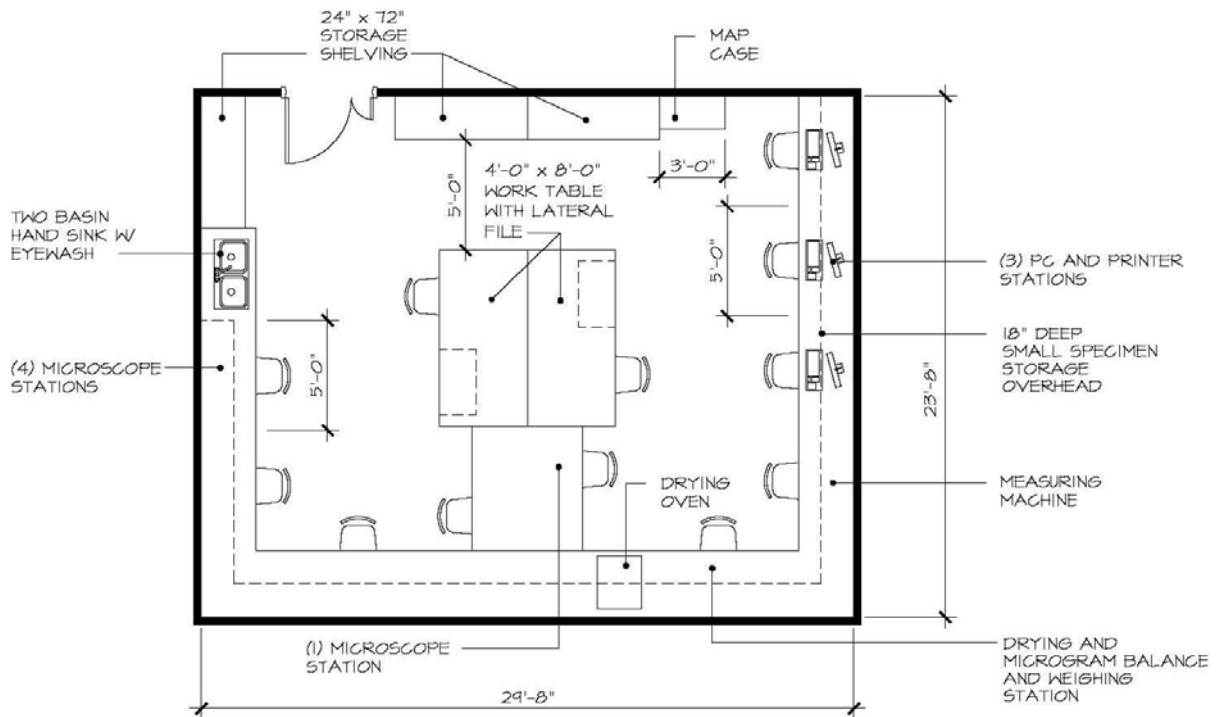 24" x 72"
STORAGE
SHELVING
MAP
CASE
3'-0"
5'-0"
4'-0" x 8'-0"
WORK TABLE
WITH LATERAL
FILE
TWO BASIN
HAND SINK W/
EYEWASH
5'-0"
(3) PC AND PRINTER
STATIONS
18" DEEP
SMALL SPECIMEN
STORAGE
OVERHEAD
(4) MICROSCOPE
STATIONS
5'-0"
23'-8"
DRYING
OVEN
MEASURING
MACHINE
(1) MICROSCOPE
STATION
DRYING AND
MICROGRAM BALANCE
AND WEIGHING
STATION
29'-8"